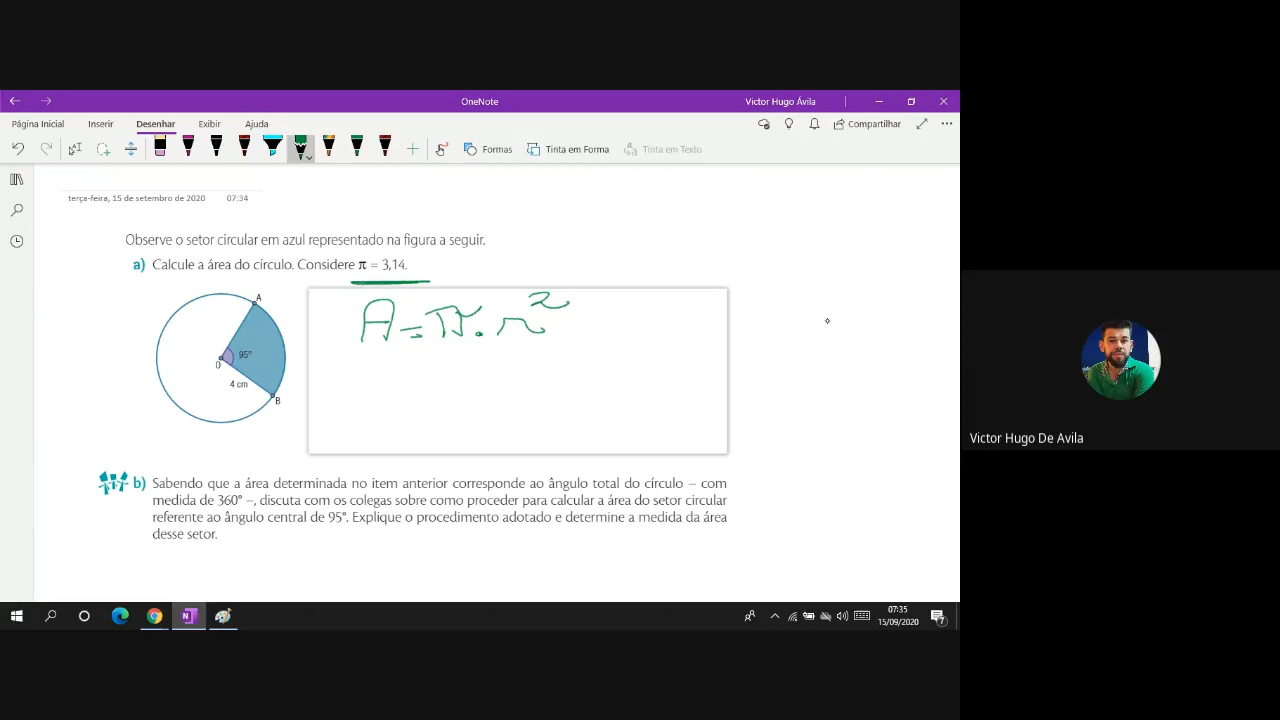 OneNote
Victor Hugo Ávila
Página Inicial
Inserir
Desenhar
Exibir
Ajuda
Compartilhar
Formas
Tinta em Forma
Tinta em Texto
terça-feira, 15 de setembro de 2020 07:34
Observe o setor circular em azul representado na figura a seguir.
a) Calcule a área do círculo. Considere π = 3,14.
A = π . r²
A
95°
O
4 cm
B
b) Sabendo que a área determinada no item anterior corresponde ao ângulo total do círculo – com
medida de 360° –, discuta com os colegas sobre como proceder para calcular a área do setor circular
referente ao ângulo central de 95°. Explique o procedimento adotado e determine a medida da área
desse setor.
Victor Hugo De Avila
07:35
15/09/2020
7